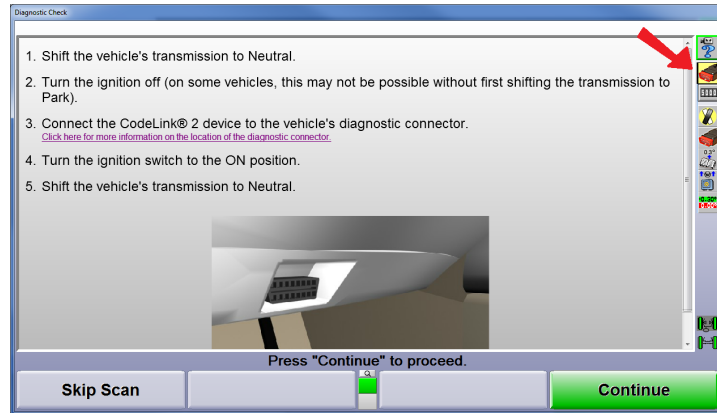 Diagnostic Check
1. Shift the vehicle's transmission to Neutral.
2. Turn the ignition off (on some vehicles, this may not be possible without first shifting the transmission to
Park).
3. Connect the CodeLink® 2 device to the vehicle's diagnostic connector.
Click here for more information on the location of the diagnostic connector.
4. Turn the ignition switch to the ON position.
5. Shift the vehicle's transmission to Neutral.
Press "Continue" to proceed.
Skip Scan
Continue